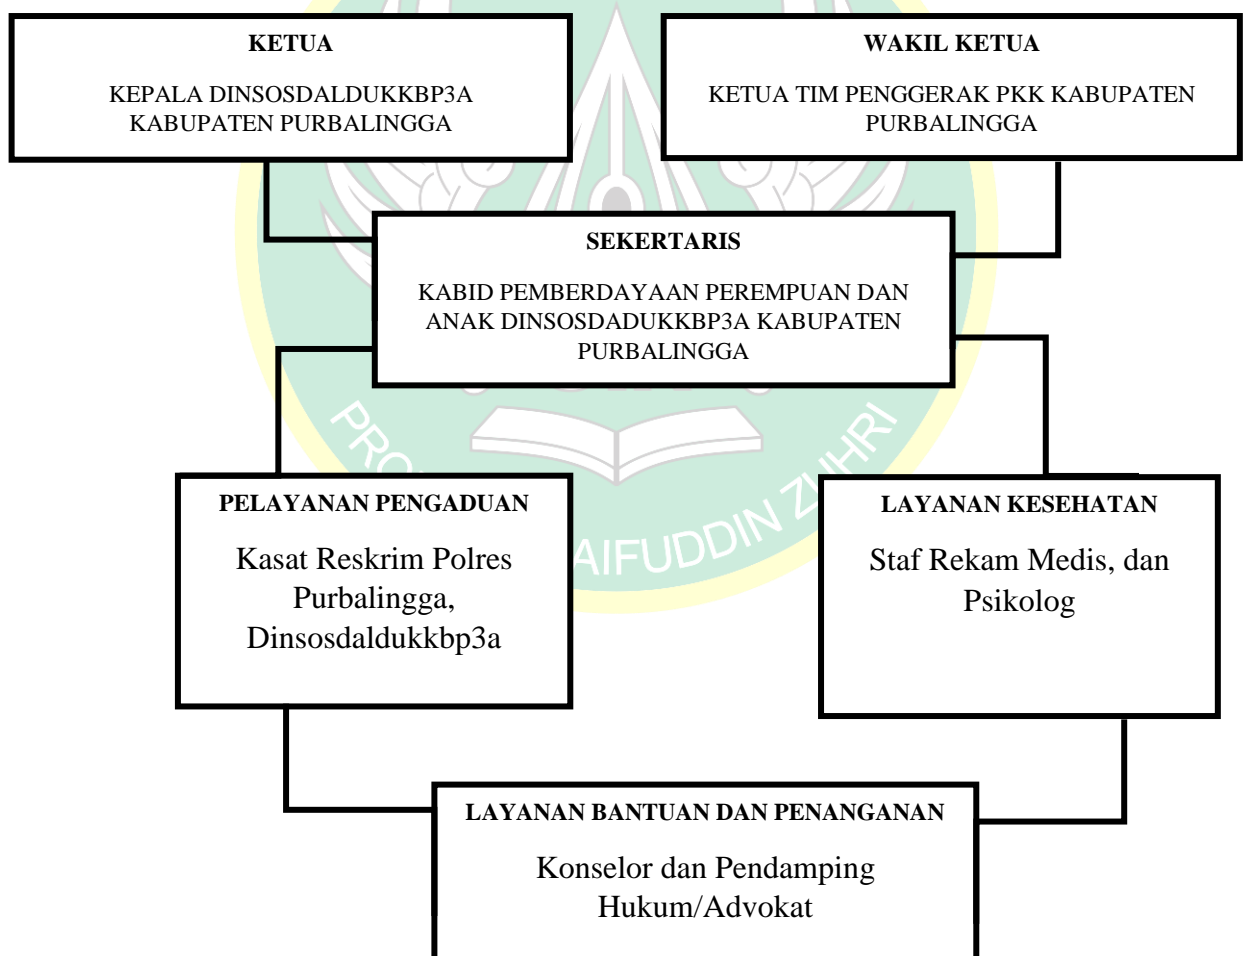 KETUA
KEPALA DINSOSDALDUKKBP3A
KABUPATEN PURBALINGGA
WAKIL KETUA
KETUA TIM PENGGERAK PKK KABUPATEN
PURBALINGGA
SEKERTARIS
KABID PEMBERDAYAAN PEREMPUAN DAN
ANAK DINSOSDADUKKBP3A KABUPATEN
PURBALINGGA
PELAYANAN PENGADUAN
Kasat Reskrim Polres
Purbalingga,
Dinsosdaldukkbp3a
LAYANAN KESEHATAN
Staf Rekam Medis, dan
Psikolog
LAYANAN BANTUAN DAN PENANGANAN
Konselor dan Pendamping
Hukum/Advokat
ZUHRI